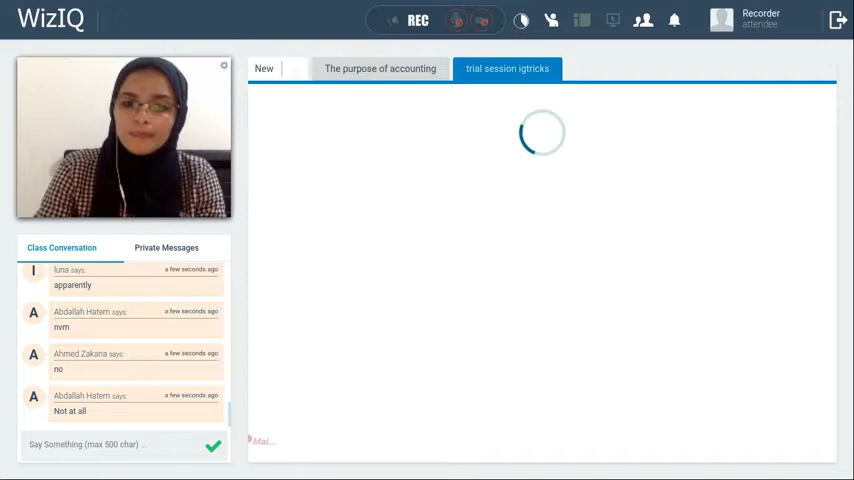 WizIQ
REC
Recorder
attendee
New
The purpose of accounting
trial session igtricks
Class Conversation
Private Messages
I
luna says:
a few seconds ago
apparently
A
Abdallah Hatem says:
a few seconds ago
nvm
A
Ahmed Zakana says:
a few seconds ago
no
A
Abdallah Hatem says:
a few seconds ago
Not at all
Say Something (max 500 char) ...
Mai...